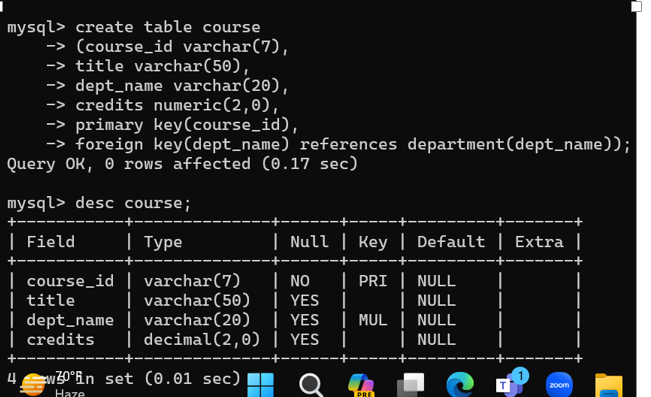 mysql> create table course
    -> (course_id varchar(7),
    -> title varchar(50),
    -> dept_name varchar(20),
    -> credits numeric(2,0),
    -> primary key(course_id),
    -> foreign key(dept_name) references department(dept_name));
Query OK, 0 rows affected (0.17 sec)
mysql> desc course;
+-----------+--------------+------+-----+---------+-------+
| Field     | Type         | Null | Key | Default | Extra |
+-----------+--------------+------+-----+---------+-------+
| course_id | varchar(7)   | NO   | PRI | NULL    |       |
| title     | varchar(50)  | YES  |     | NULL    |       |
| dept_name | varchar(20)  | YES  | MUL | NULL    |       |
| credits   | decimal(2,0) | YES  |     | NULL    |       |
+-----------+--------------+------+-----+---------+-------+
4 in set (0.01 sec)
70°F
Haze
PRE
T
1
zoom